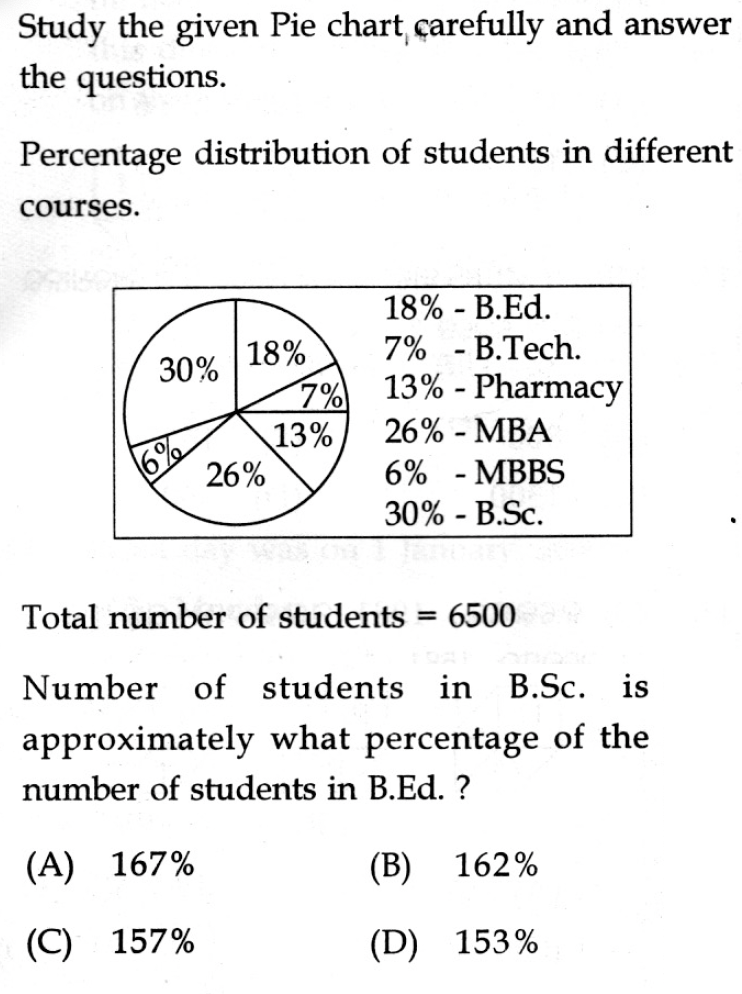 Study the given Pie chart carefully and answer
the questions.
Percentage distribution of students in different
courses.
30%
18%
7%
13%
6%
26%
18% - B.Ed.
7% - B.Tech.
13% - Pharmacy
26% - MBA
6% - MBBS
30% - B.Sc.
Total number of students = 6500
Number of students in B.Sc. is
approximately what percentage of the
number of students in B.Ed. ?
(A) 167% (B) 162%
(C) 157% (D) 153%